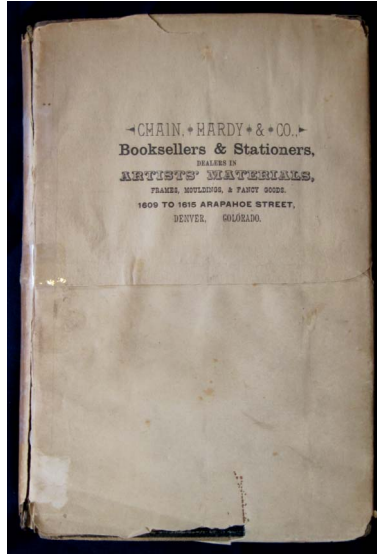 CHAIN, * HARDY * & * CO.,
Booksellers & Stationers,
DEALERS IN
ARTISTS' MATERIALS,
FRAMES, MOULDINGS, & FANCY GOODS.
1609 TO 1615 ARAPAHOE STREET,
DENVER, COLORADO.